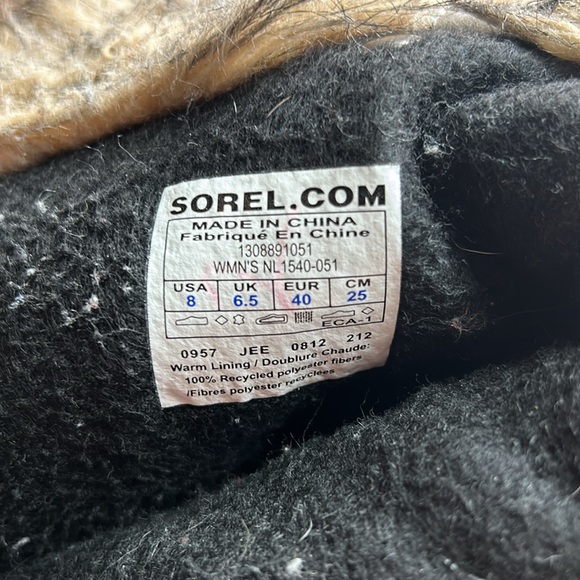 SOREL.COM
MADE IN CHINA
Fabriqué En Chine
1308891051
WMN'S NL1540-051
USA UK EUR CM
8 6.5 40 25
ECA-1
0957 JEE 0812 212
Warm Lining / Doublure Chaude:
100% Recycled polyester fibers
/Fibres polyester recyclées